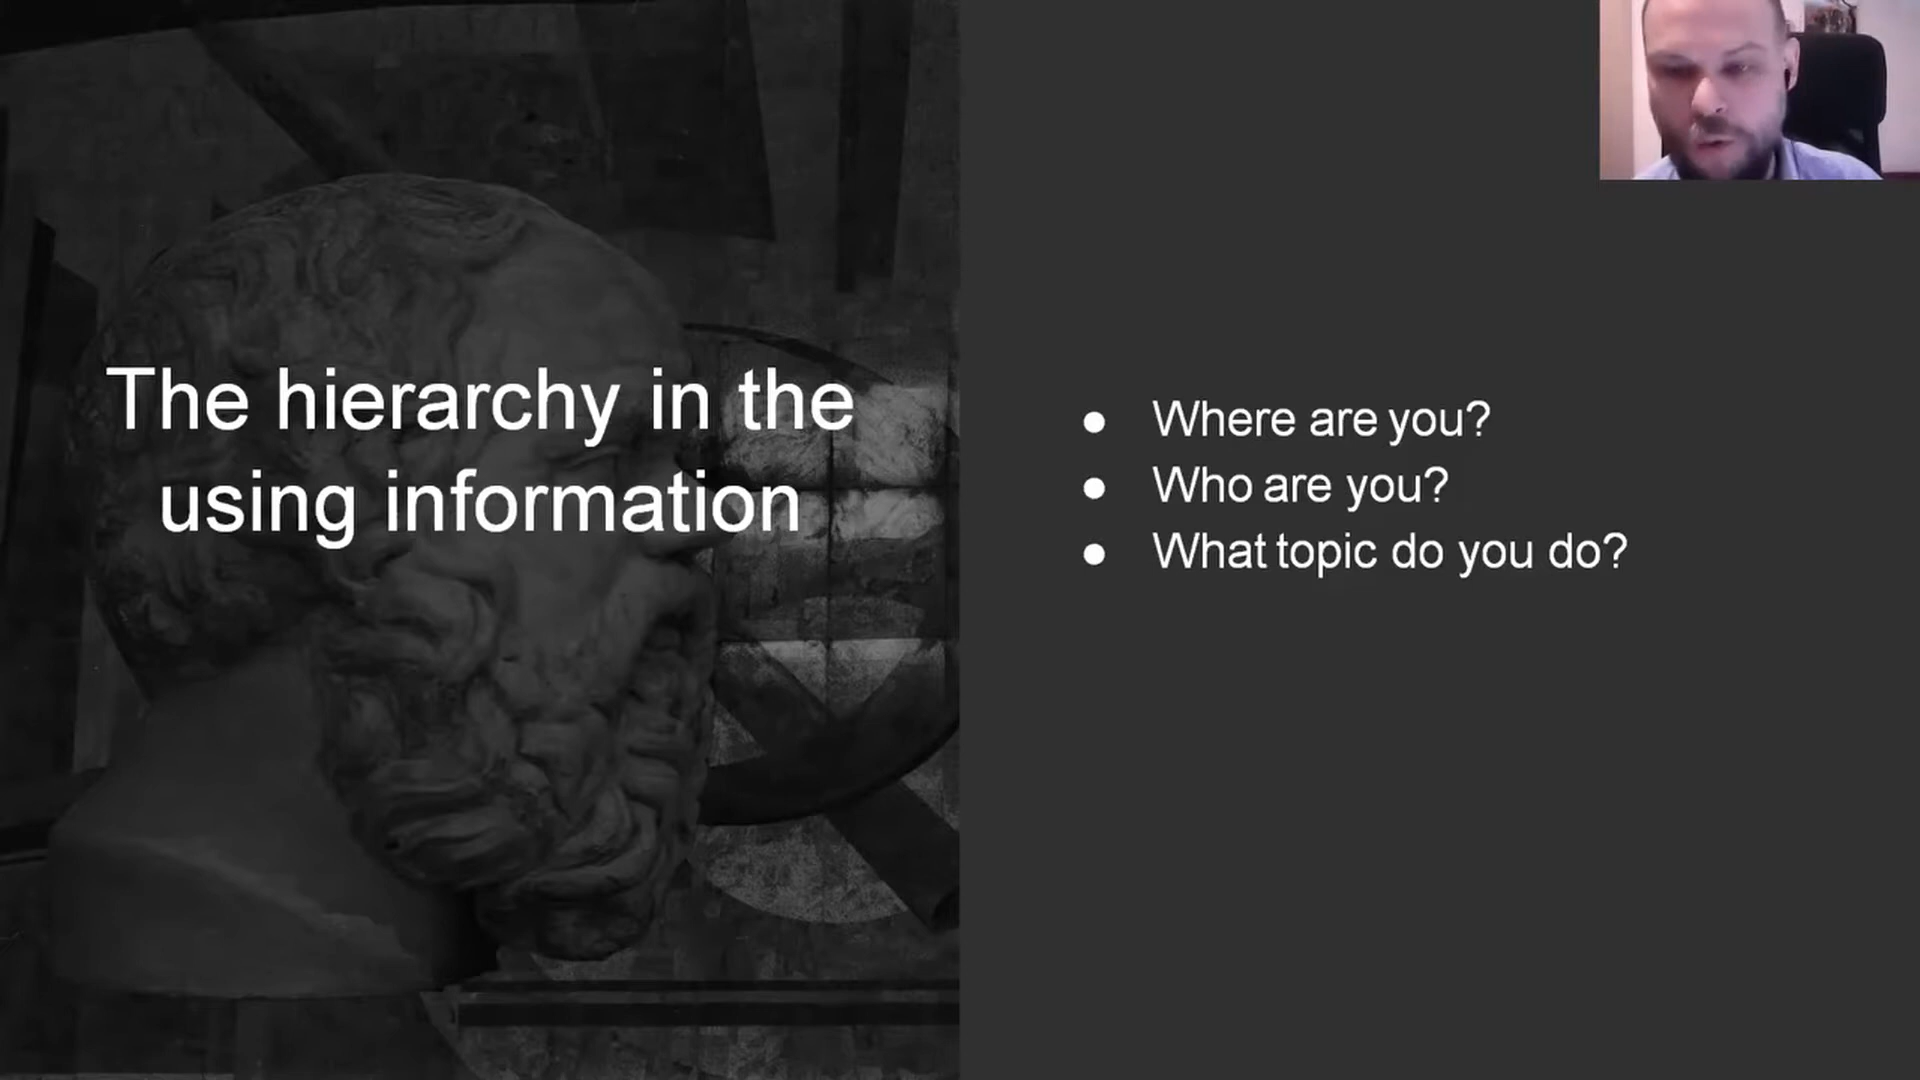 The hierarchy in the
using information
● Where are you?
● Who are you?
● What topic do you do?